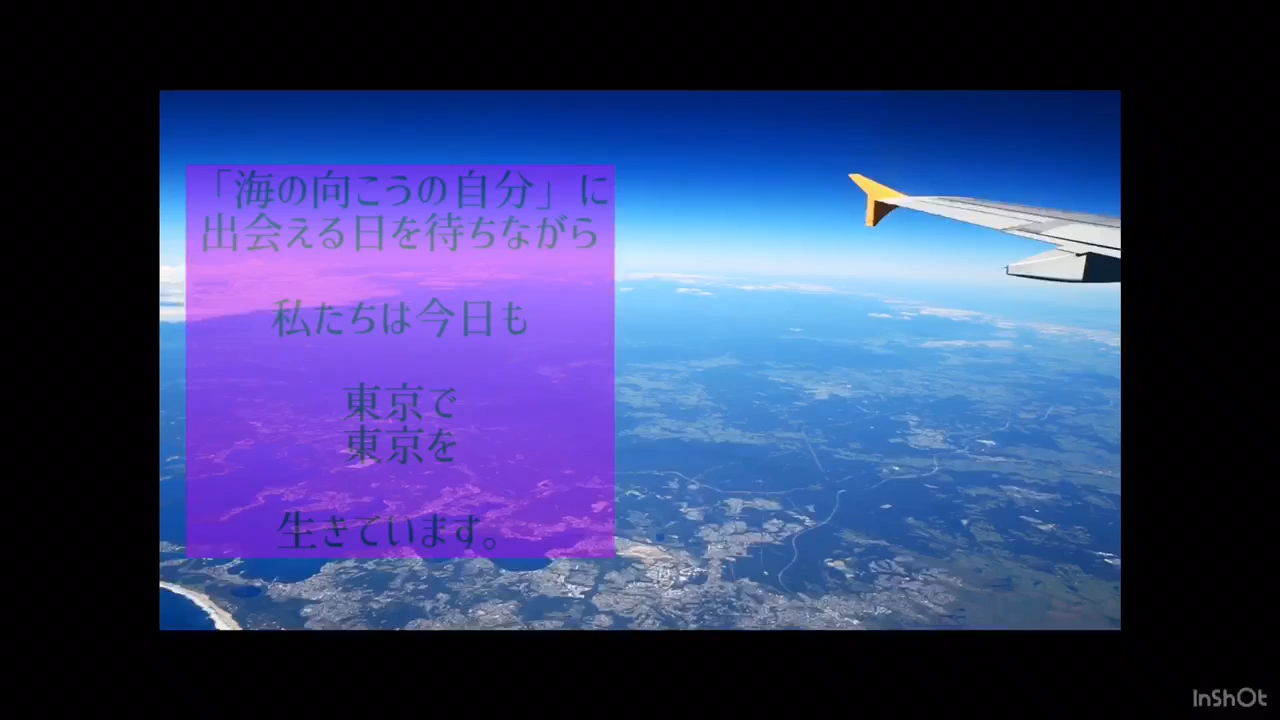 「海の向こうの自分」に
出会える日を待ちながら
私たちは今日も
東京で
東京を
生きています。
InShOt